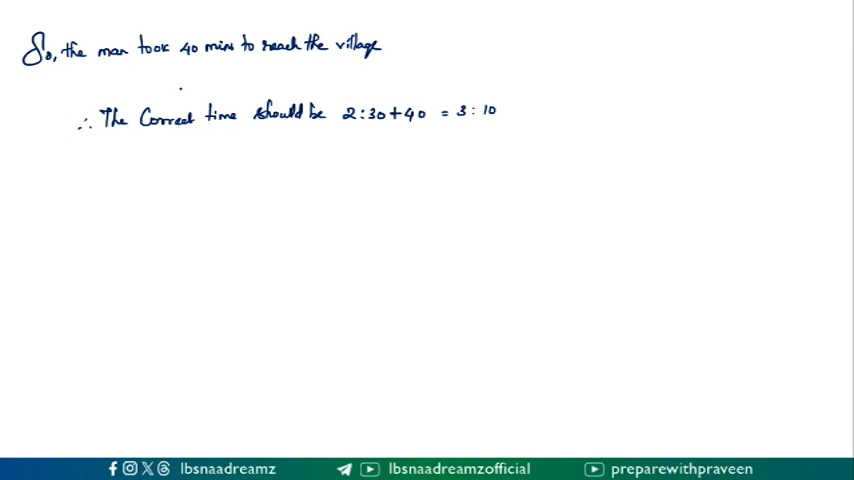 So, the man took 40 mins to reach the village
∴ The Correct time should be 2:30+40 = 3:10
lbsnaadreamz lbsnaadreamzofficial preparewithpraveen